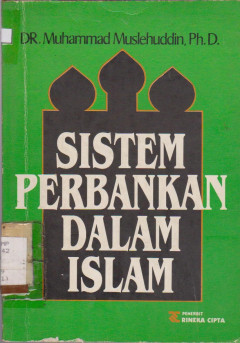 DR. Muhammad Muslehuddin, Ph.D.
SISTEM
PERBANKAN
DALAM
ISLAM
PENERBIT
RINEKA CIPTA